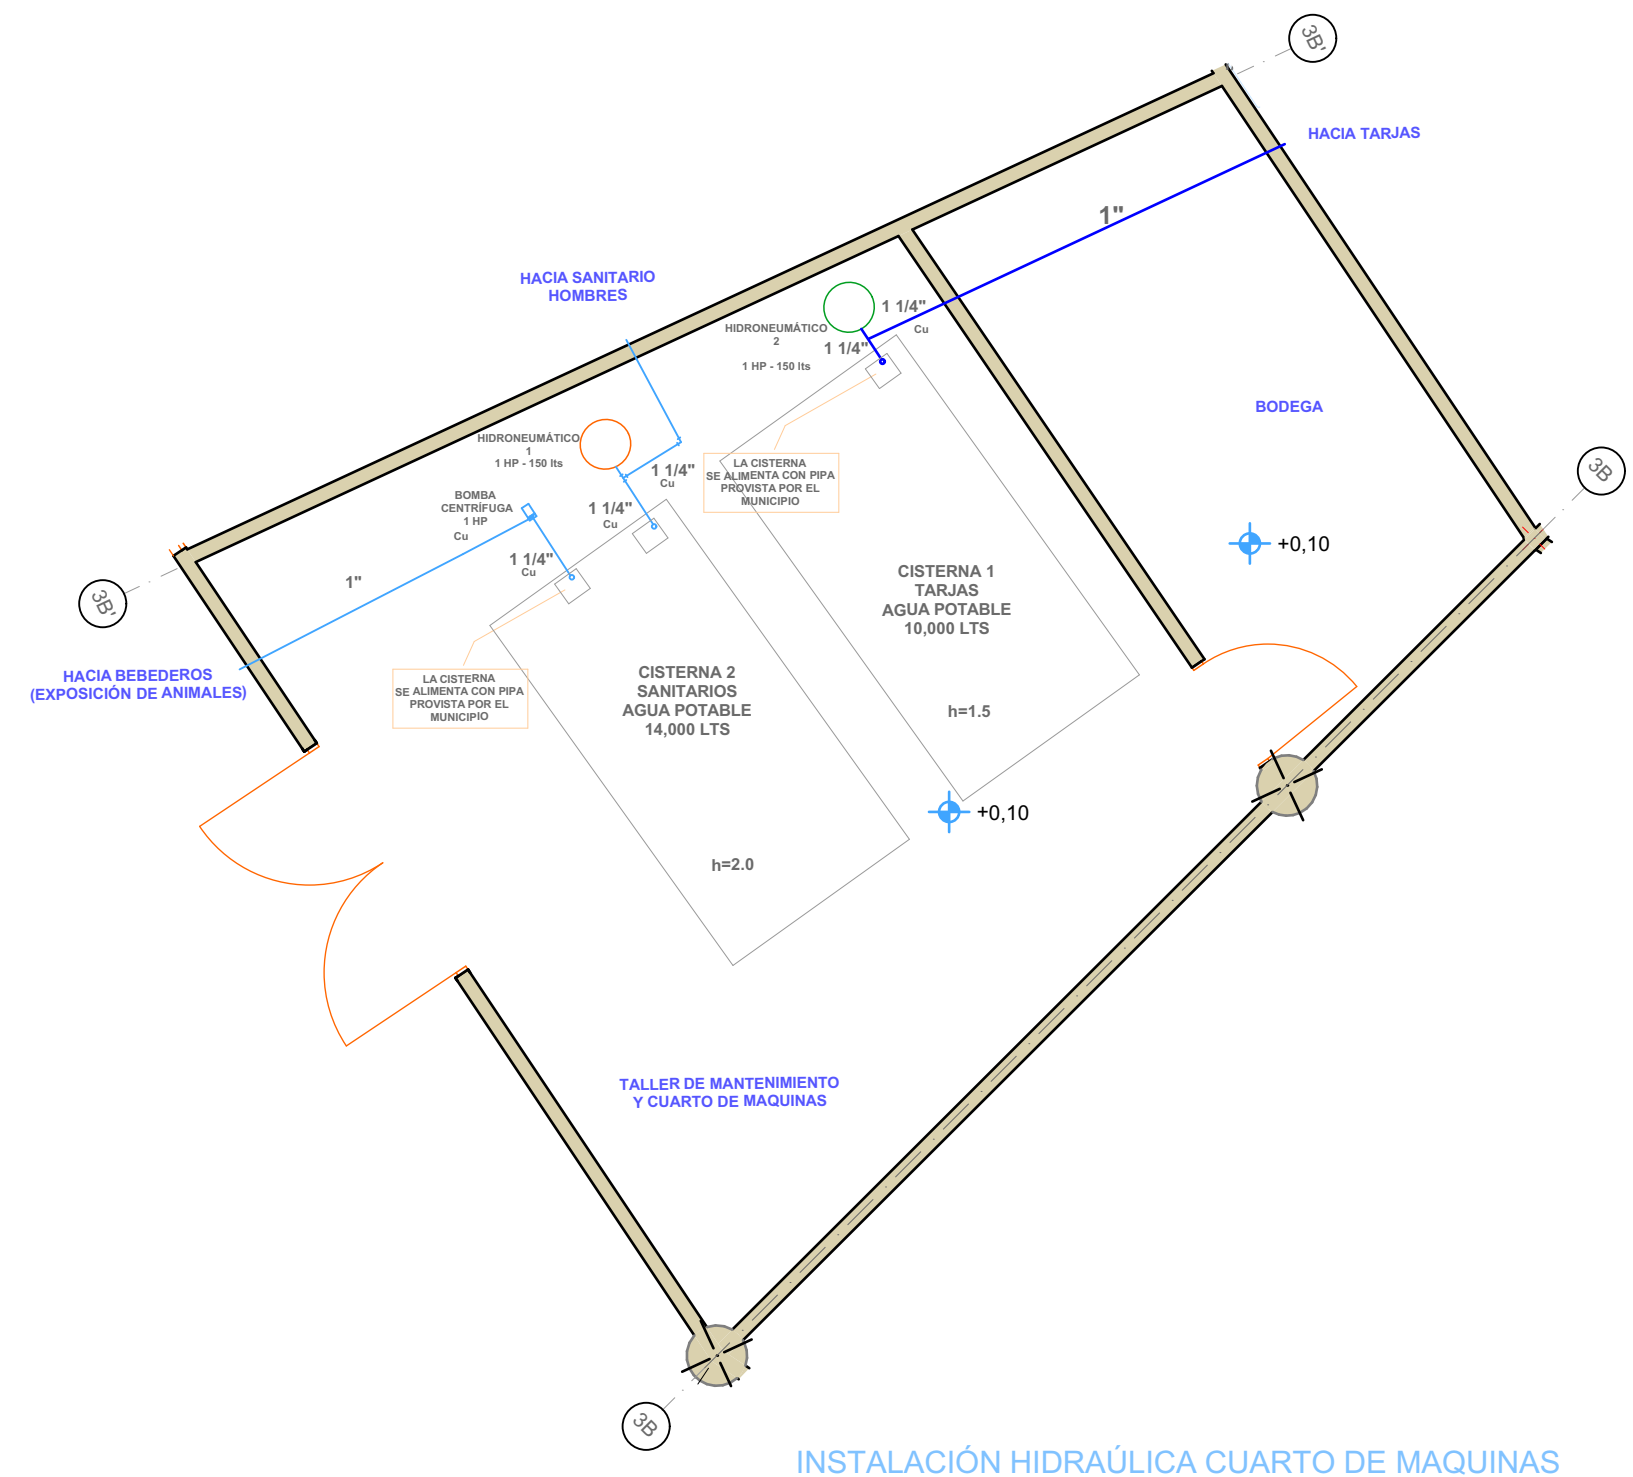 3B'
HACIA TARJAS
1"
HACIA SANITARIO
HOMBRES
1 1/4"
Cu
HIDRONEUMÁTICO
2
1 HP - 150 lts
1 1/4"
BODEGA
HIDRONEUMÁTICO
1
1 HP - 150 lts
1 1/4"
Cu
LA CISTERNA
SE ALIMENTA CON PIPA
PROVISTA POR EL
MUNICIPIO
3B
BOMBA
CENTRÍFUGA
1 HP
Cu
1 1/4"
Cu
+0,10
1 1/4"
Cu
1"
3B'
CISTERNA 1
TARJAS
AGUA POTABLE
10,000 LTS
HACIA BEBEDEROS
(EXPOSICIÓN DE ANIMALES)
LA CISTERNA
SE ALIMENTA CON PIPA
PROVISTA POR EL
MUNICIPIO
CISTERNA 2
SANITARIOS
AGUA POTABLE
14,000 LTS
h=1.5
+0,10
h=2.0
TALLER DE MANTENIMIENTO
Y CUARTO DE MAQUINAS
3B
INSTALACIÓN HIDRAÚLICA CUARTO DE MAQUINAS